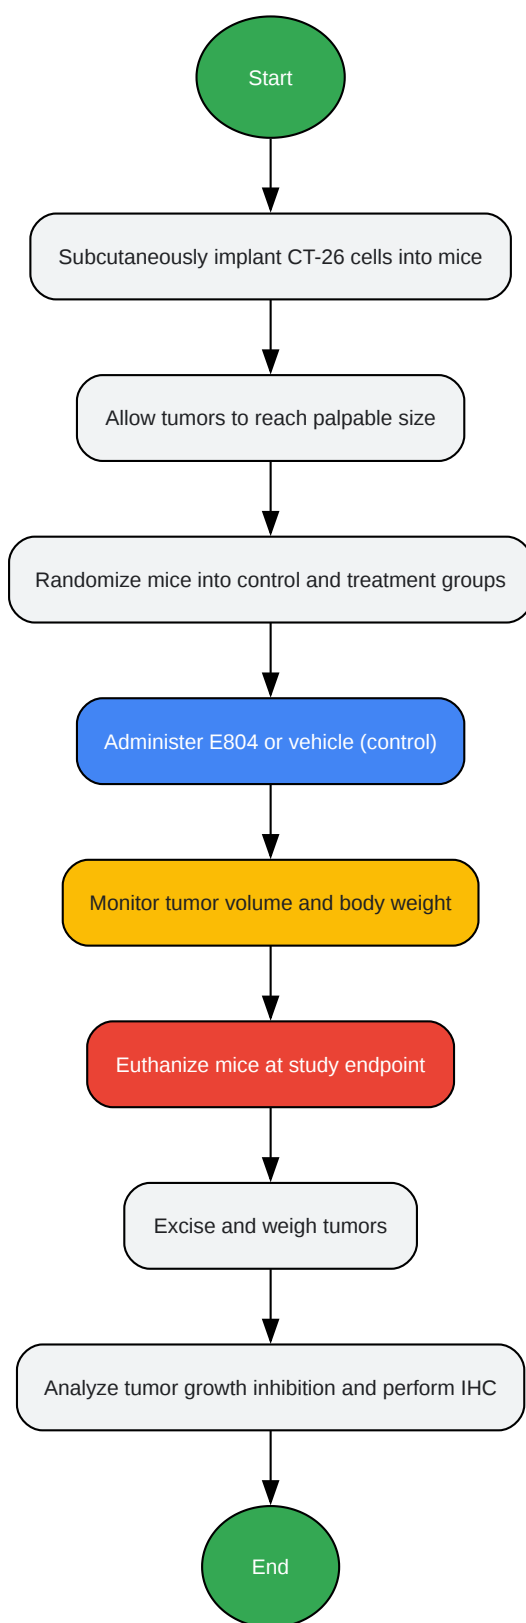 Start
Subcutaneously implant CT-26 cells into mice
Allow tumors to reach palpable size
Randomize mice into control and treatment groups
Administer E804 or vehicle (control)
Monitor tumor volume and body weight
Euthanize mice at study endpoint
Excise and weigh tumors
Analyze tumor growth inhibition and perform IHC
End